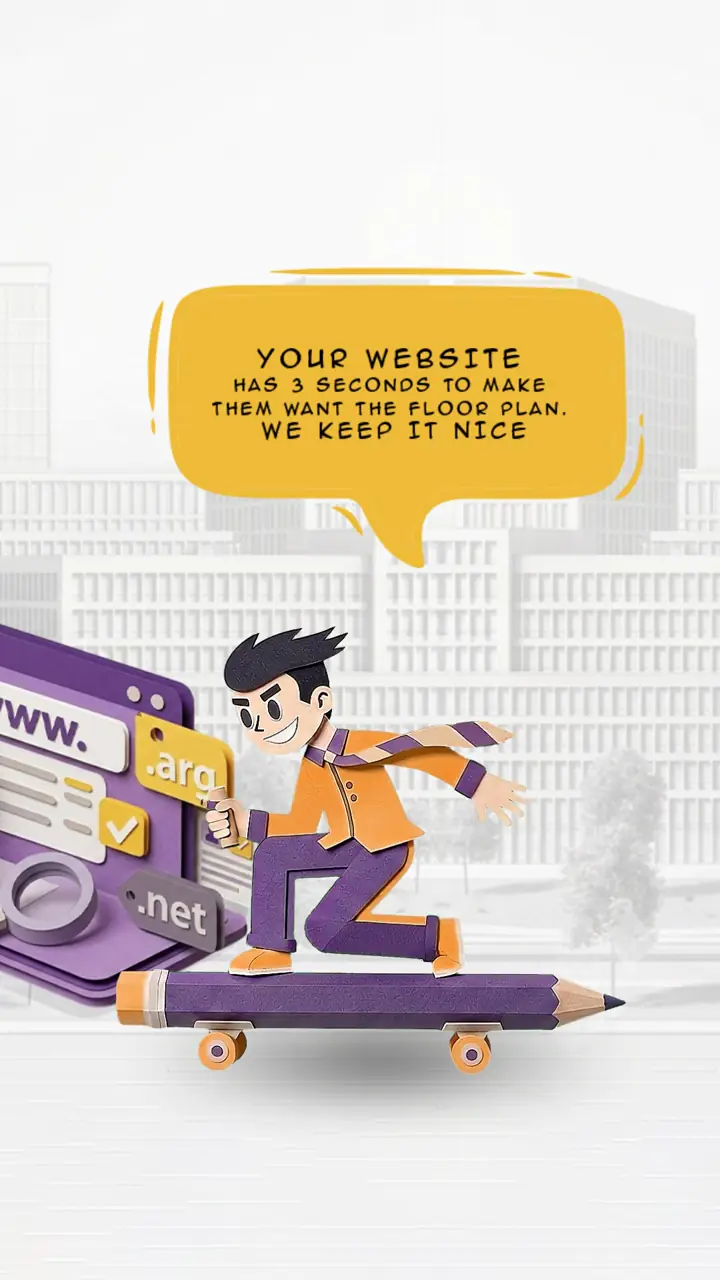 YOUR WEBSITE
HAS 3 SECONDS TO MAKE
THEM WANT THE FLOOR PLAN.
WE KEEP IT NICE
www.
.arg
.net